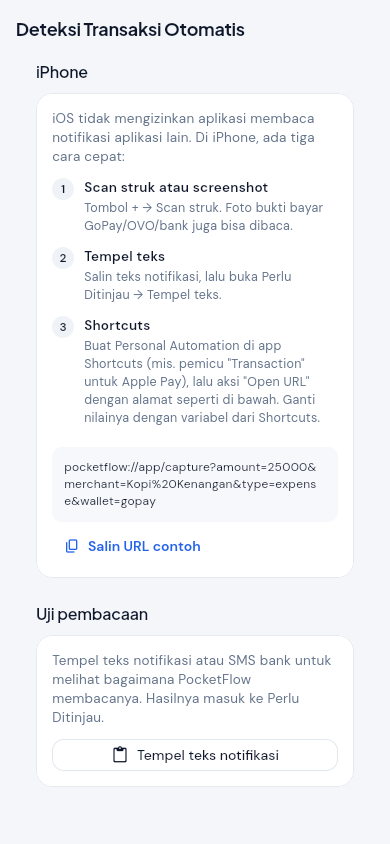 Deteksi Transaksi Otomatis
iPhone
iOS tidak mengizinkan aplikasi membaca
notifikasi aplikasi lain. Di iPhone, ada tiga
cara cepat:
1 Scan struk atau screenshot
Tombol + → Scan struk. Foto bukti bayar
GoPay/OVO/bank juga bisa dibaca.
2 Tempel teks
Salin teks notifikasi, lalu buka Perlu
Ditinjau → Tempel teks.
3 Shortcuts
Buat Personal Automation di app
Shortcuts (mis. pemicu "Transaction"
untuk Apple Pay), lalu aksi "Open URL"
dengan alamat seperti di bawah. Ganti
nilainya dengan variabel dari Shortcuts.
pocketflow://app/capture?amount=25000&
merchant=Kopi%20Kenangan&type=expens
e&wallet=gopay
Salin URL contoh
Uji pembacaan
Tempel teks notifikasi atau SMS bank untuk
melihat bagaimana PocketFlow
membacanya. Hasilnya masuk ke Perlu
Ditinjau.
Tempel teks notifikasi